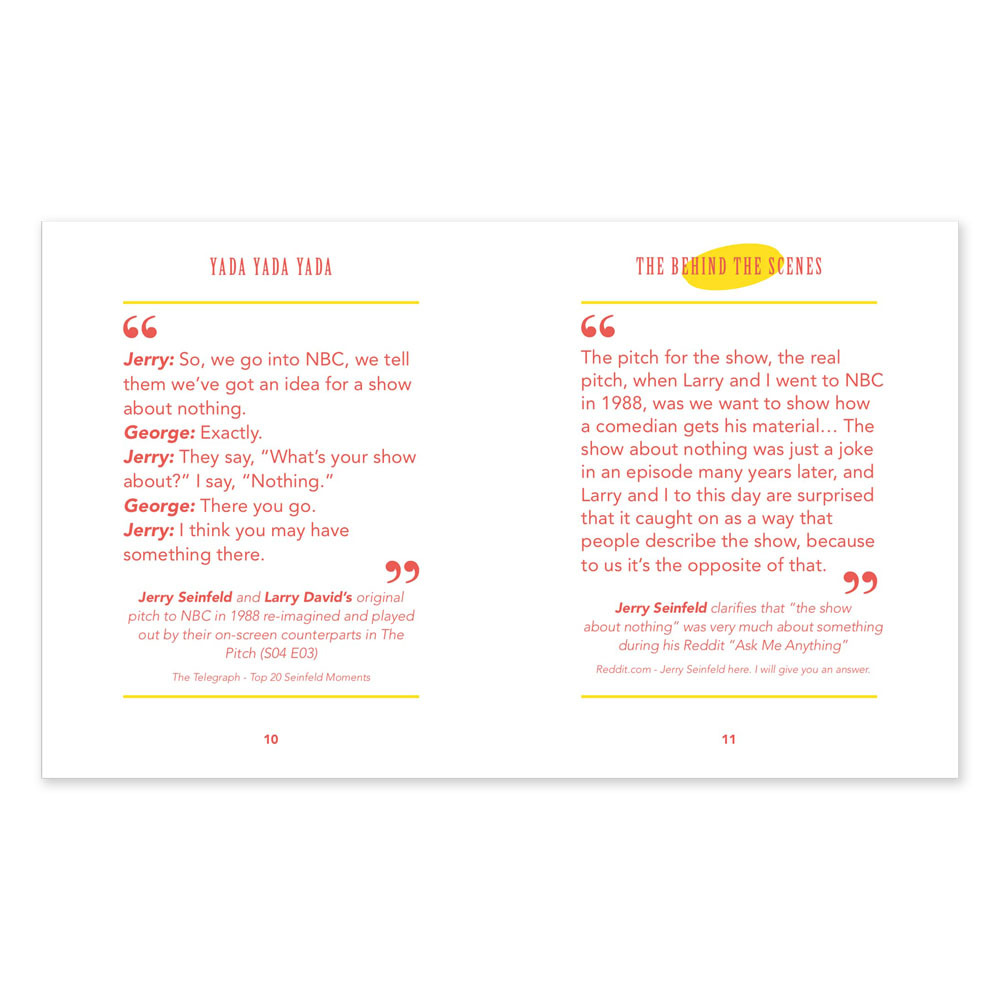 YADA YADA YADA
“
Jerry: So, we go into NBC, we tell
them we’ve got an idea for a show
about nothing.
George: Exactly.
Jerry: They say, “What’s your show
about?” I say, “Nothing.”
George: There you go.
Jerry: I think you may have
something there.
”
Jerry Seinfeld and Larry David’s original
pitch to NBC in 1988 re-imagined and played
out by their on-screen counterparts in The
Pitch (S04 E03)
The Telegraph - Top 20 Seinfeld Moments
10
THE BEHIND THE SCENES
“
The pitch for the show, the real
pitch, when Larry and I went to NBC
in 1988, was we want to show how
a comedian gets his material... The
show about nothing was just a joke
in an episode many years later, and
Larry and I to this day are surprised
that it caught on as a way that
people describe the show, because
to us it’s the opposite of that.
”
Jerry Seinfeld clarifies that “the show
about nothing” was very much about something
during his Reddit “Ask Me Anything”
Reddit.com - Jerry Seinfeld here. I will give you an answer.
11